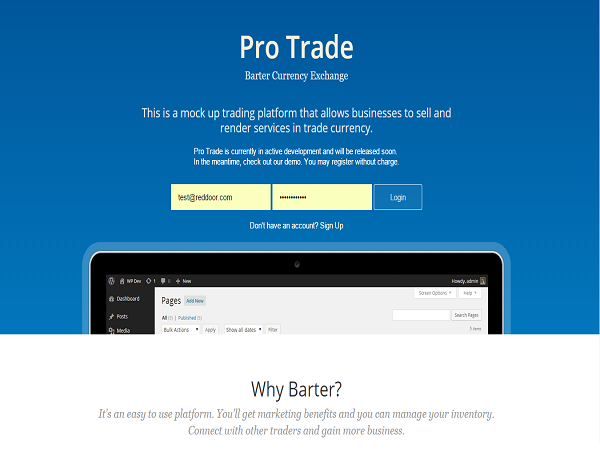 Pro Trade
Barter Currency Exchange
This is a mock up trading platform that allows businesses to sell and
render services in trade currency.
Pro Trade is currently in active development and will be released soon.
In the meantime, check out our demo. You may register without charge.
test@reddoor.com •••••••••••• Login
Don't have an account? Sign Up
WP Dev 1 1 + New Howdy, admin
Dashboard Pages Add New Screen Options Help
Posts All (5) | Published (5) Search Pages
Media Bulk Actions Apply Show all dates Filter 5 items
Why Barter?
It's an easy to use platform. You'll get marketing benefits and you can manage your inventory.
Connect with other traders and gain more business.